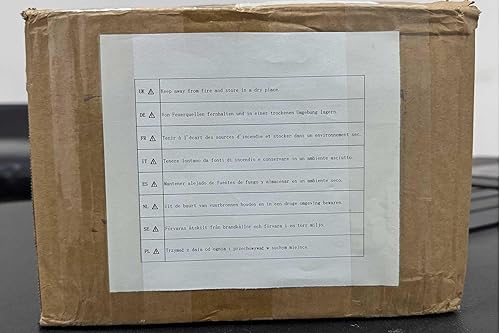 UK ⚠ Keep away from fire and store in a dry place.
DE ⚠ Von Feuerquellen fernhalten und in einer trockenen Umgebung lagern.
FR ⚠ Tenir à l'écart des sources d'incendie et stocker dans un environnement sec.
IT ⚠ Tenere lontano da fonti di incendio e conservare in un ambiente asciutto.
ES ⚠ Mantener alejado de fuentes de fuego y almacenar en un ambiente seco.
NL ⚠ Uit de buurt van vuurbronnen houden en in een droge omgeving bewaren.
SE ⚠ Förvaras åtskilt från brandkällor och förvara i en torr miljö.
PL ⚠ Trzymać z dala od ognia i przechowywać w suchym miejscu.